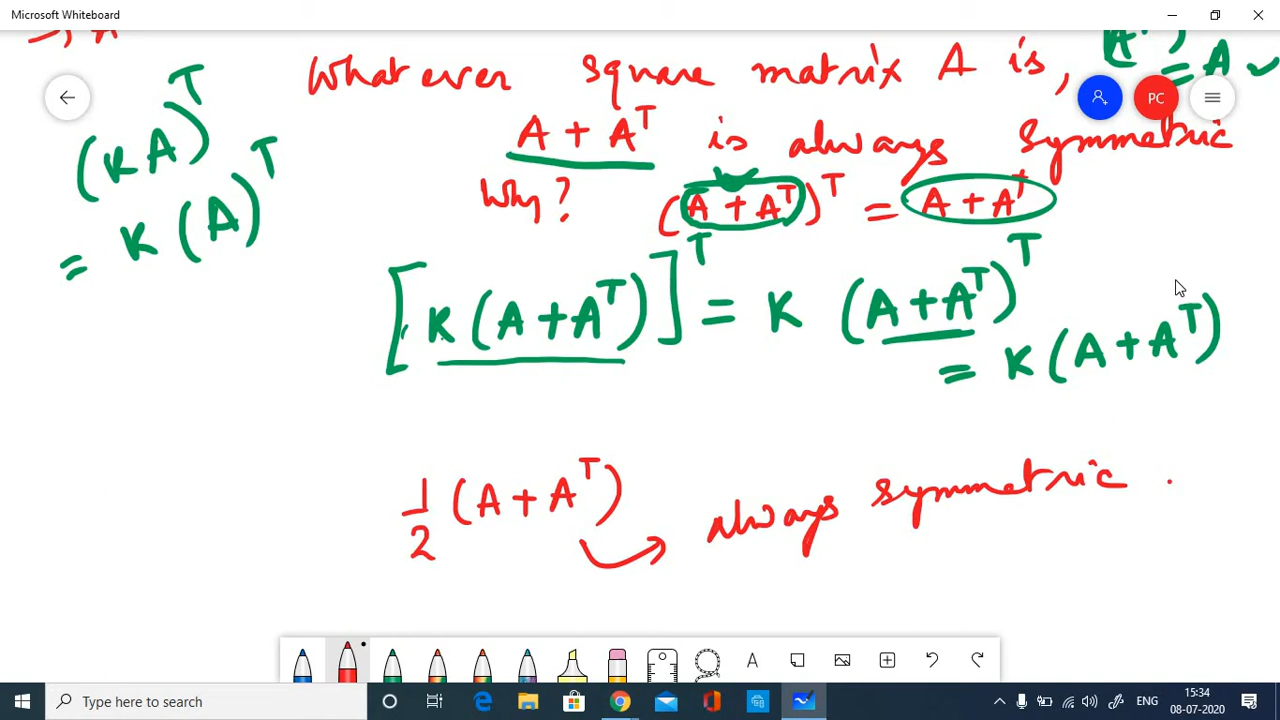 Microsoft Whiteboard
What ever square matrix A is,
= A
PC
(KA)^T
= K(A)^T
A + A^T is always symmetric
Why? (A + A^T)^T = A + A^T
[K(A + A^T)]^T = K (A + A^T)^T
= K(A + A^T)
1/2 (A + A^T) always symmetric.
A
Type here to search
ENG
15:34
08-07-2020